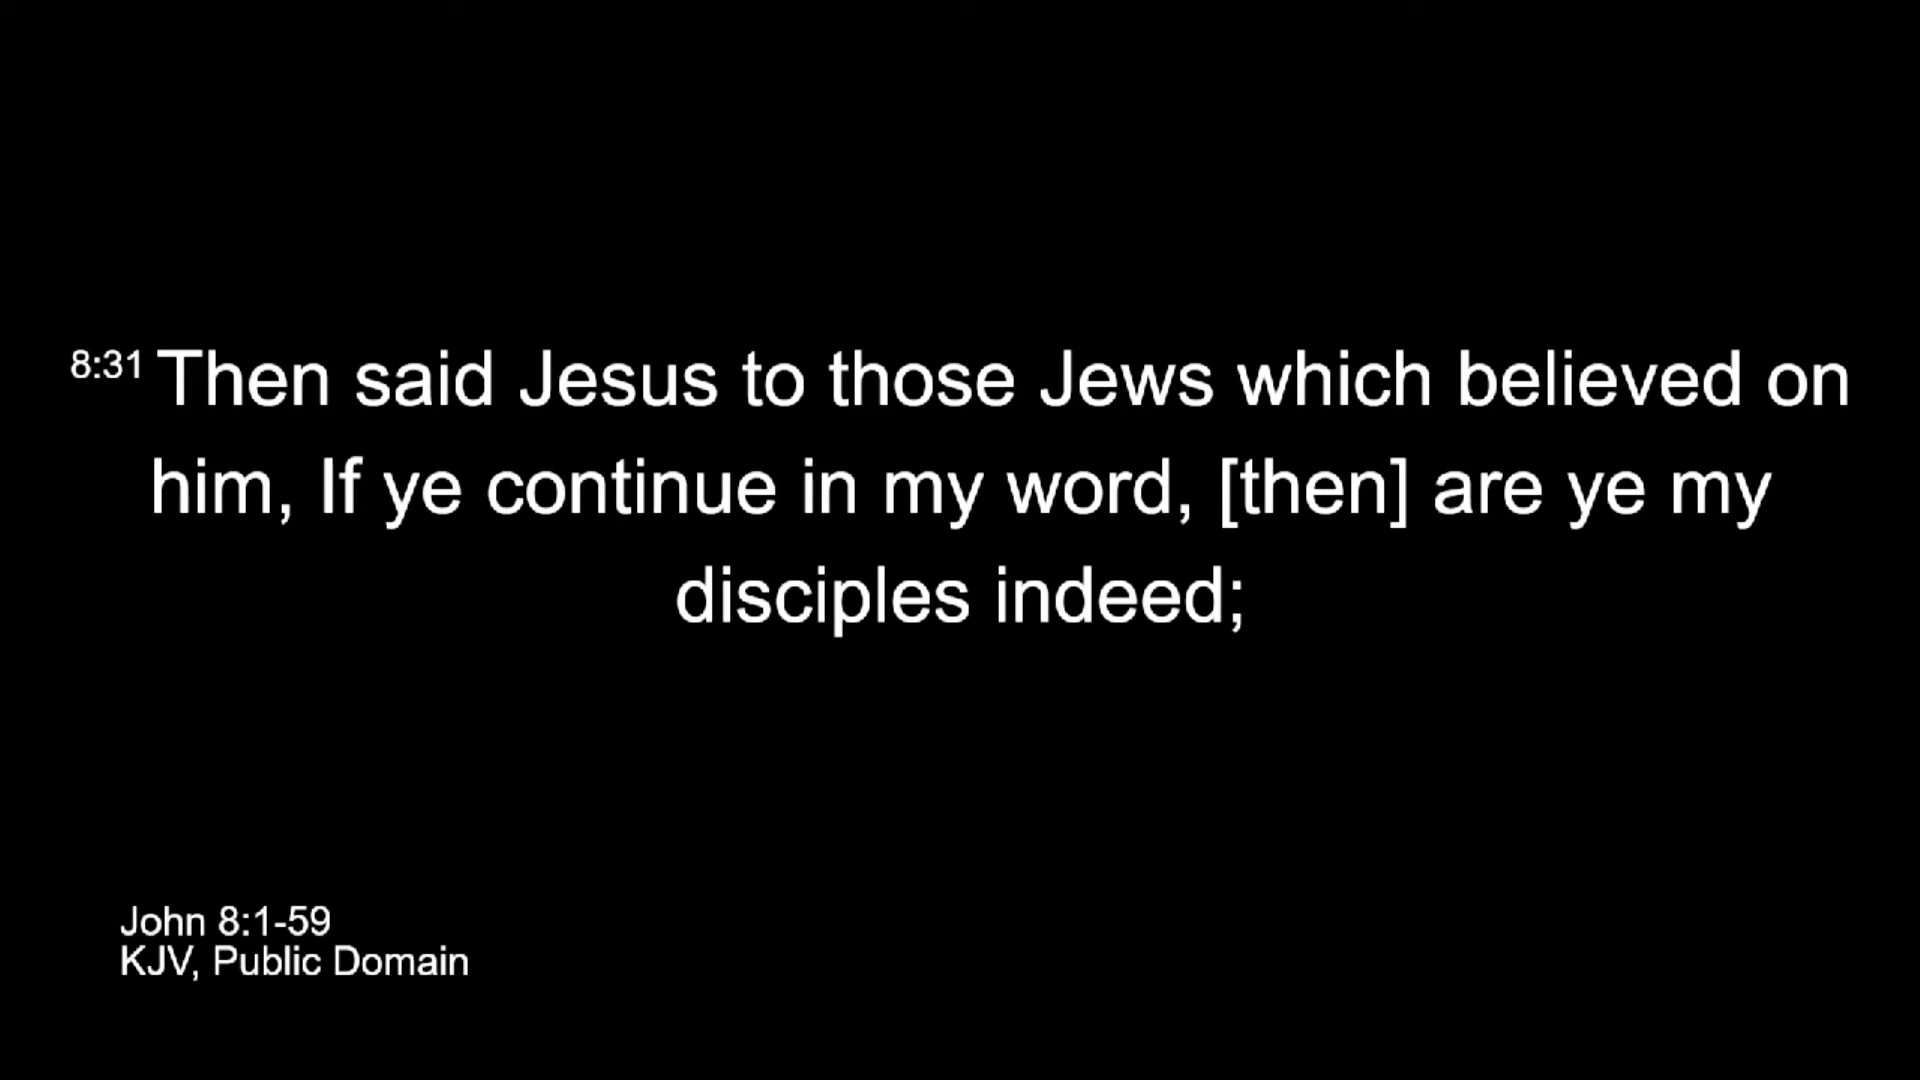 8:31 Then said Jesus to those Jews which believed on
him, If ye continue in my word, [then] are ye my
disciples indeed;
John 8:1-59
KJV, Public Domain